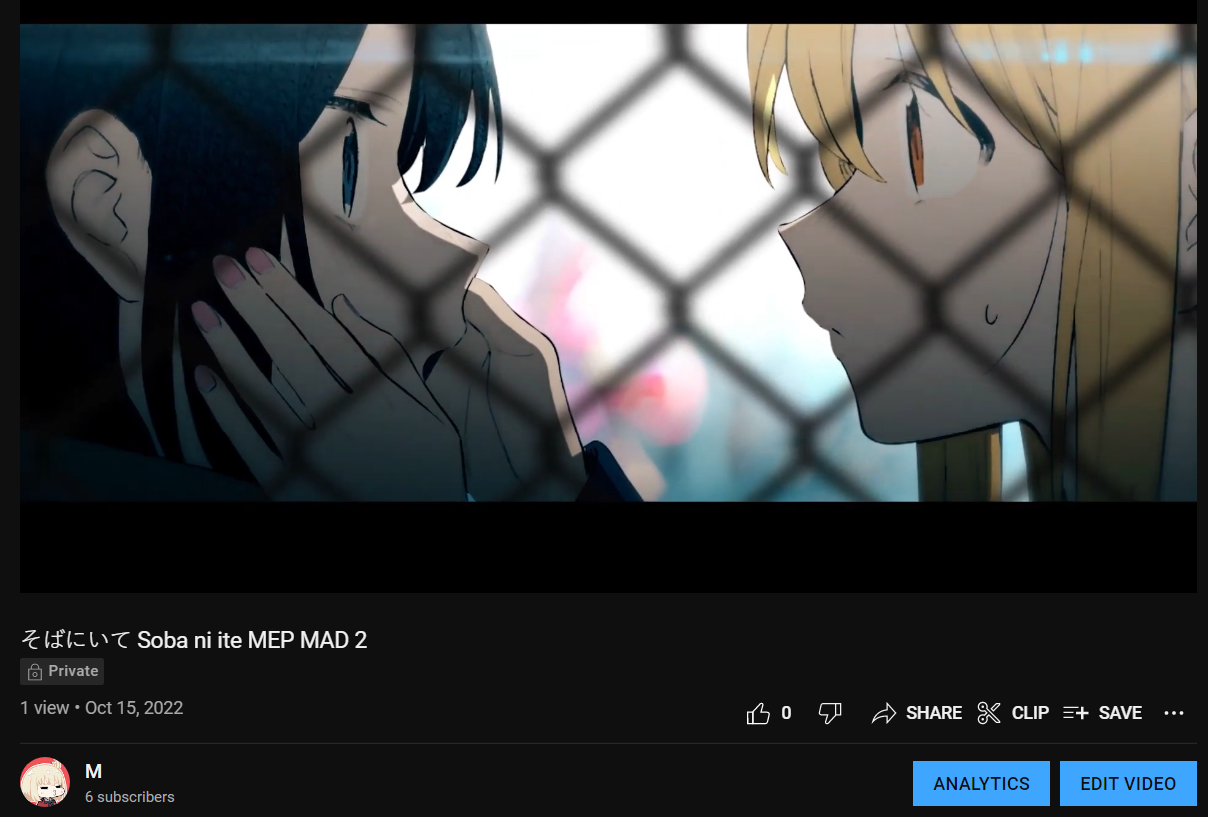 そばにいて Soba ni ite MEP MAD 2
Private
1 view • Oct 15, 2022
0 SHARE CLIP SAVE
M
6 subscribers
ANALYTICS EDIT VIDEO